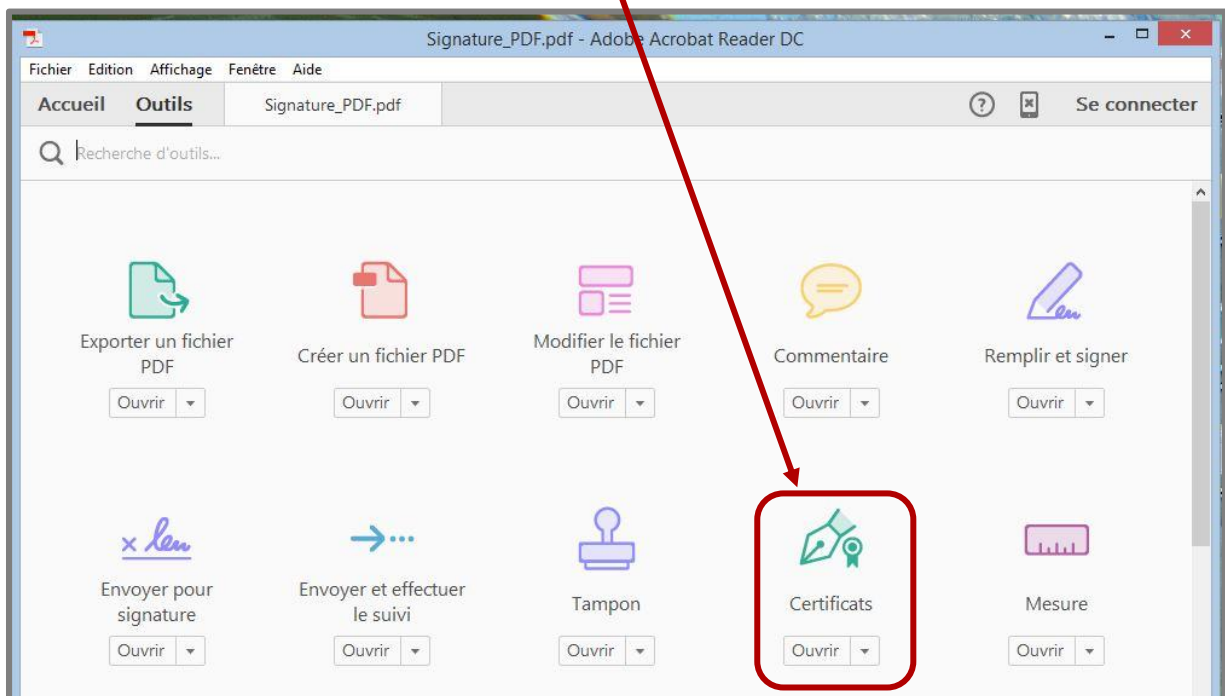 Signature_PDF.pdf - Adobe Acrobat Reader DC
Fichier Edition Affichage Fenêtre Aide
Accueil Outils Signature_PDF.pdf Se connecter
Recherche d'outils...
Exporter un fichier
PDF
Créer un fichier PDF
Modifier le fichier
PDF
Commentaire
Remplir et signer
Ouvrir Ouvrir Ouvrir Ouvrir Ouvrir
Envoyer pour
signature
Envoyer et effectuer
le suivi
Tampon
Certificats
Mesure
Ouvrir Ouvrir Ouvrir Ouvrir Ouvrir